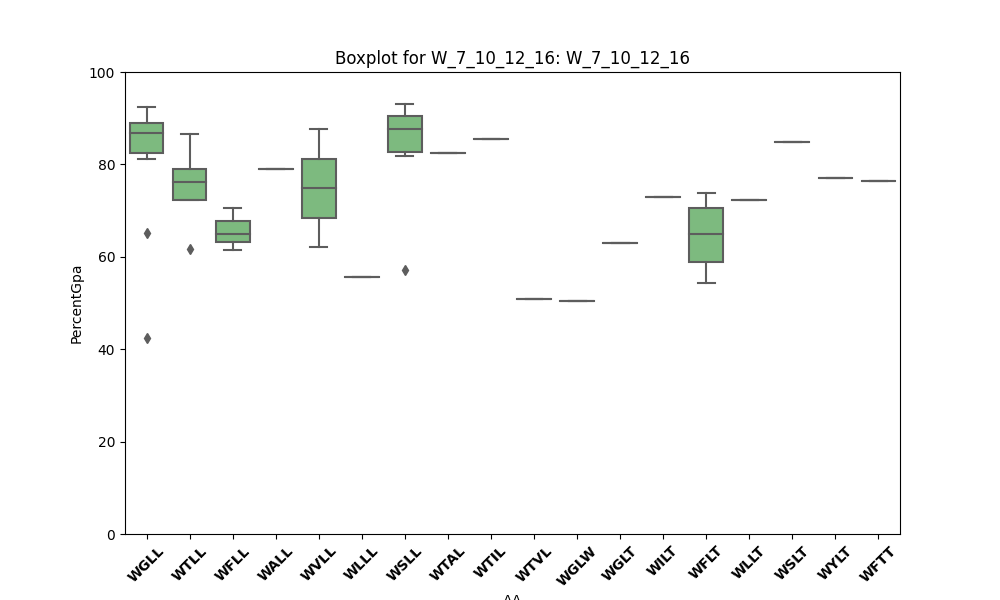 Boxplot for W_7_10_12_16: W_7_10_12_16
100
80
60
40
20
0
PercentGpa
WGLL WTLL WFLL WALL WVLL WLLL WSLL WTAL WTIL WTVL WGLW WGLT WILT WFLT WLLT WSLT WYLT WFTT
AA